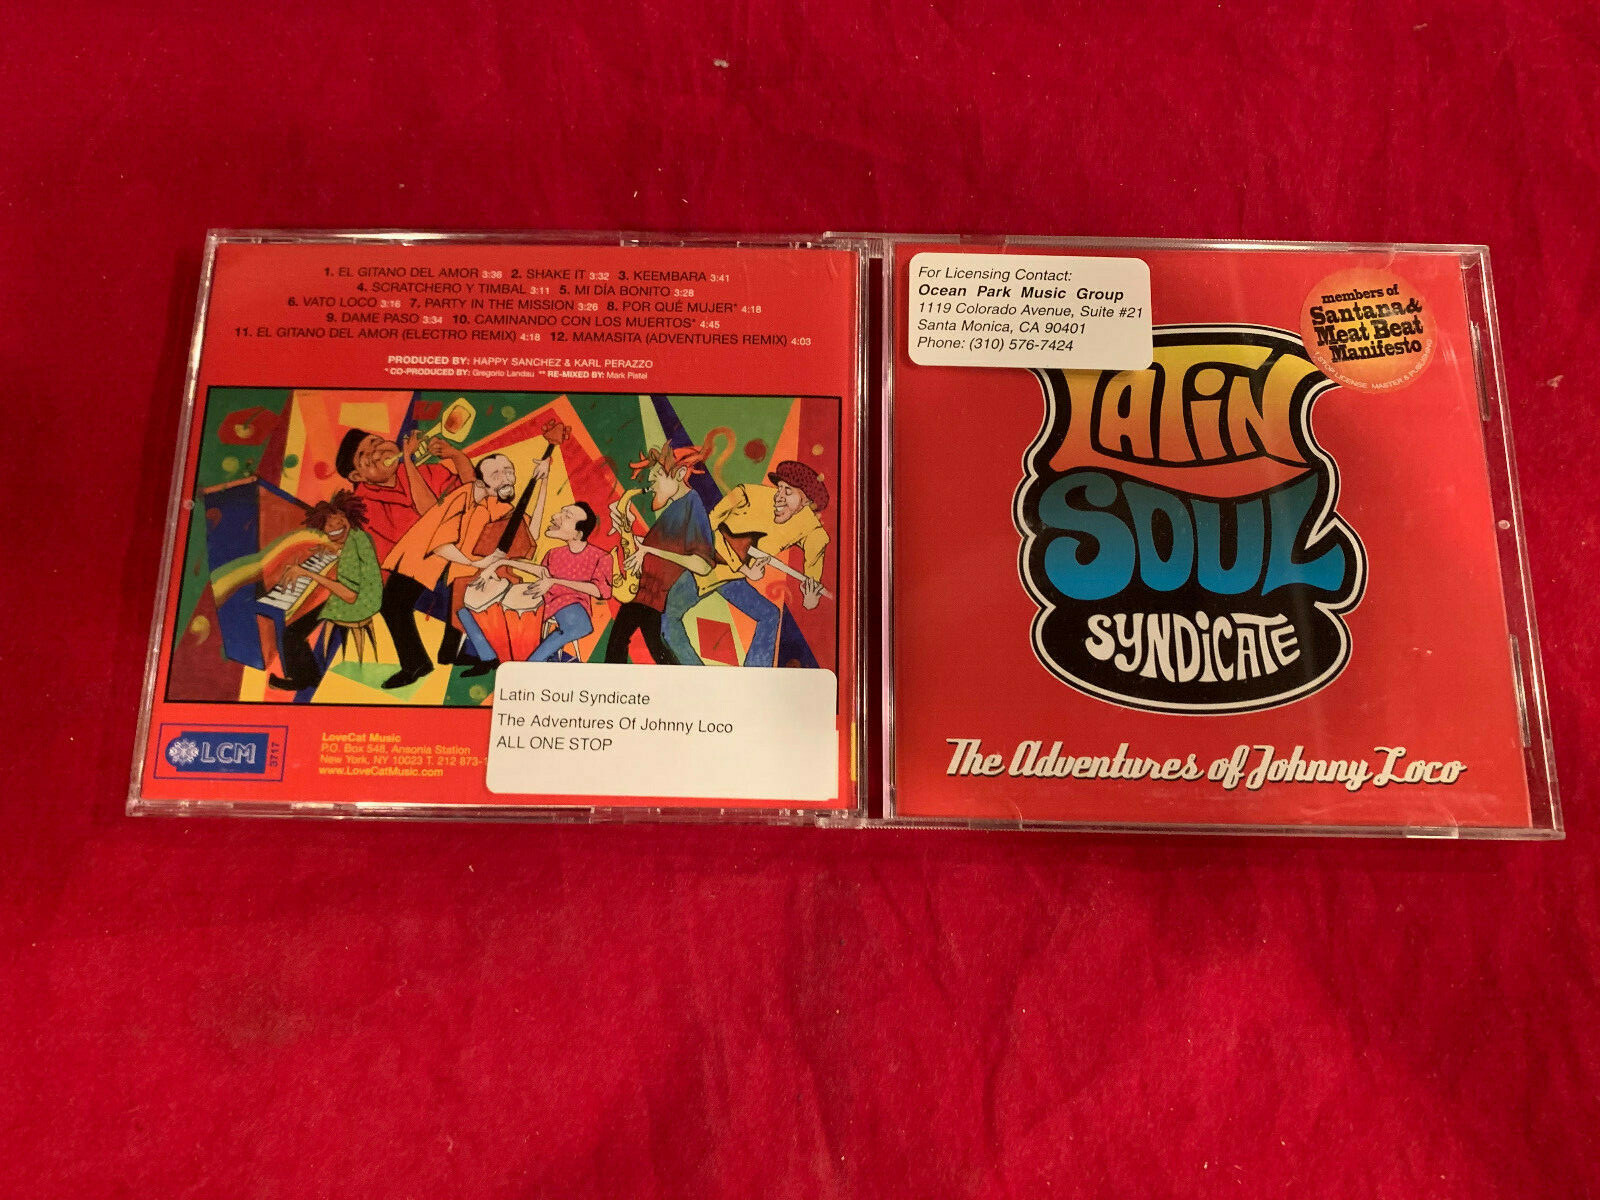 1. EL GITANO DEL AMOR 3:36 2. SHAKE IT 3:32 3. KEEMBARA 3:41
4. SCRATCHERO Y TIMBAL 3:11 5. MI DÍA BONITO 3:28
6. VATO LOCO 3:16 7. PARTY IN THE MISSION 3:26 8. POR QUÉ MUJER* 4:18
9. DAME PASO 3:34 10. CAMINANDO CON LOS MUERTOS* 4:45
11. EL GITANO DEL AMOR (ELECTRO REMIX) 4:18 12. MAMASITA (ADVENTURES REMIX) 4:03
PRODUCED BY: HAPPY SANCHEZ & KARL PERAZZO
* CO-PRODUCED BY: Gregorio Landau ** RE-MIXED BY: Mark Pistel
LCM
3717
LoveCat Music
P.O. Box 548, Ansonia Station
New York, NY 10023 T. 212 873-
www.LoveCatMusic.com
Latin Soul Syndicate
The Adventures Of Johnny Loco
ALL ONE STOP
For Licensing Contact:
Ocean Park Music Group
1119 Colorado Avenue, Suite #21
Santa Monica, CA 90401
Phone: (310) 576-7424
members of
Santana &
Meat Beat
Manifesto
1 STOP LICENSE MASTER & PUBLISHING
LATIN
SOUL
SYNDICATE
The Adventures of Johnny Loco